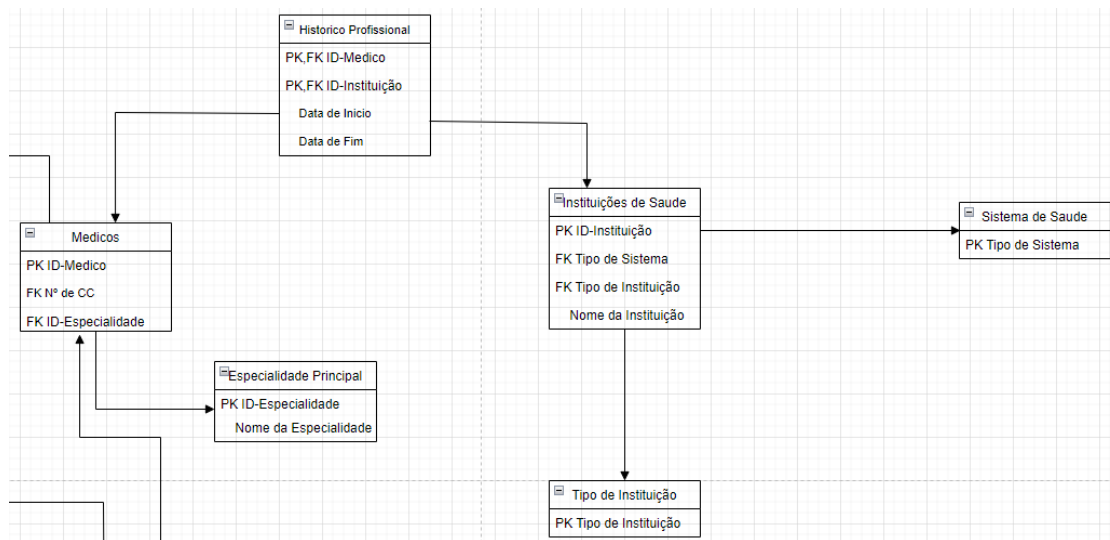 Historico Profissional
PK,FK ID-Medico
PK,FK ID-Instituição
Data de Inicio
Data de Fim
Medicos
PK ID-Medico
FK Nº de CC
FK ID-Especialidade
Especialidade Principal
PK ID-Especialidade
Nome da Especialidade
Instituições de Saude
PK ID-Instituição
FK Tipo de Sistema
FK Tipo de Instituição
Nome da Instituição
Sistema de Saude
PK Tipo de Sistema
Tipo de Instituição
PK Tipo de Instituição